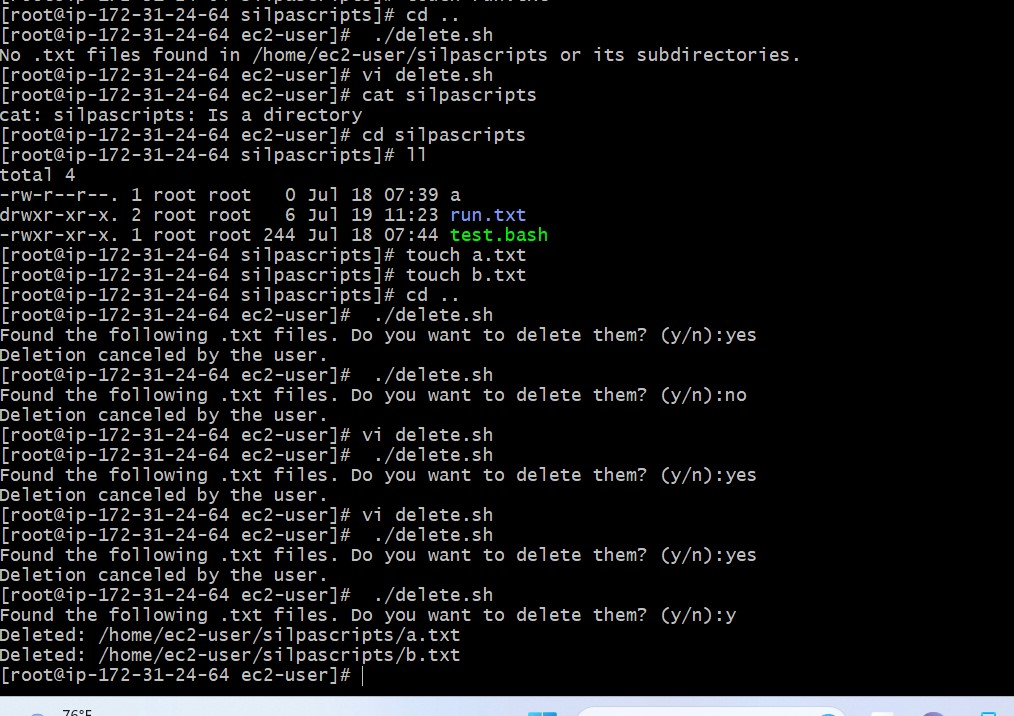 [root@ip-172-31-24-64 silpascripts]# cd ..
[root@ip-172-31-24-64 ec2-user]#  ./delete.sh
No .txt files found in /home/ec2-user/silpascripts or its subdirectories.
[root@ip-172-31-24-64 ec2-user]# vi delete.sh
[root@ip-172-31-24-64 ec2-user]# cat silpascripts
cat: silpascripts: Is a directory
[root@ip-172-31-24-64 ec2-user]# cd silpascripts
[root@ip-172-31-24-64 silpascripts]# ll
total 4
-rw-r--r--. 1 root root   0 Jul 18 07:39 a
drwxr-xr-x. 2 root root   6 Jul 19 11:23 run.txt
-rwxr-xr-x. 1 root root 244 Jul 18 07:44 test.bash
[root@ip-172-31-24-64 silpascripts]# touch a.txt
[root@ip-172-31-24-64 silpascripts]# touch b.txt
[root@ip-172-31-24-64 silpascripts]# cd ..
[root@ip-172-31-24-64 ec2-user]#  ./delete.sh
Found the following .txt files. Do you want to delete them? (y/n):yes
Deletion canceled by the user.
[root@ip-172-31-24-64 ec2-user]#  ./delete.sh
Found the following .txt files. Do you want to delete them? (y/n):no
Deletion canceled by the user.
[root@ip-172-31-24-64 ec2-user]# vi delete.sh
[root@ip-172-31-24-64 ec2-user]#  ./delete.sh
Found the following .txt files. Do you want to delete them? (y/n):yes
Deletion canceled by the user.
[root@ip-172-31-24-64 ec2-user]# vi delete.sh
[root@ip-172-31-24-64 ec2-user]#  ./delete.sh
Found the following .txt files. Do you want to delete them? (y/n):yes
Deletion canceled by the user.
[root@ip-172-31-24-64 ec2-user]#  ./delete.sh
Found the following .txt files. Do you want to delete them? (y/n):y
Deleted: /home/ec2-user/silpascripts/a.txt
Deleted: /home/ec2-user/silpascripts/b.txt
[root@ip-172-31-24-64 ec2-user]#
76°F